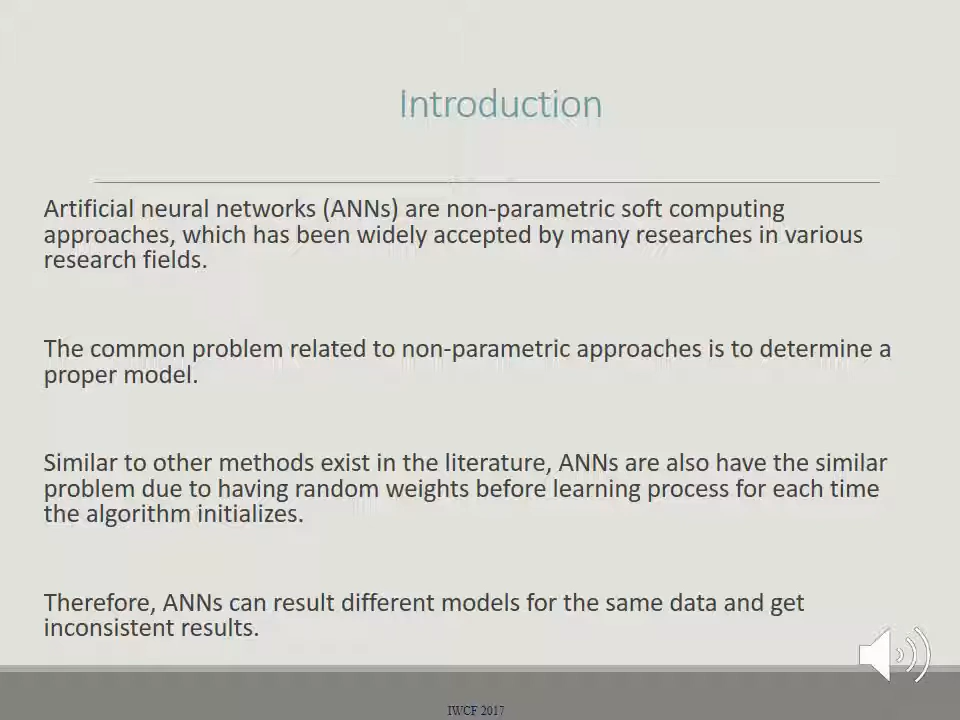 Introduction
Artificial neural networks (ANNs) are non-parametric soft computing
approaches, which has been widely accepted by many researches in various
research fields.
The common problem related to non-parametric approaches is to determine a
proper model.
Similar to other methods exist in the literature, ANNs are also have the similar
problem due to having random weights before learning process for each time
the algorithm initializes.
Therefore, ANNs can result different models for the same data and get
inconsistent results.
IWCF 2017